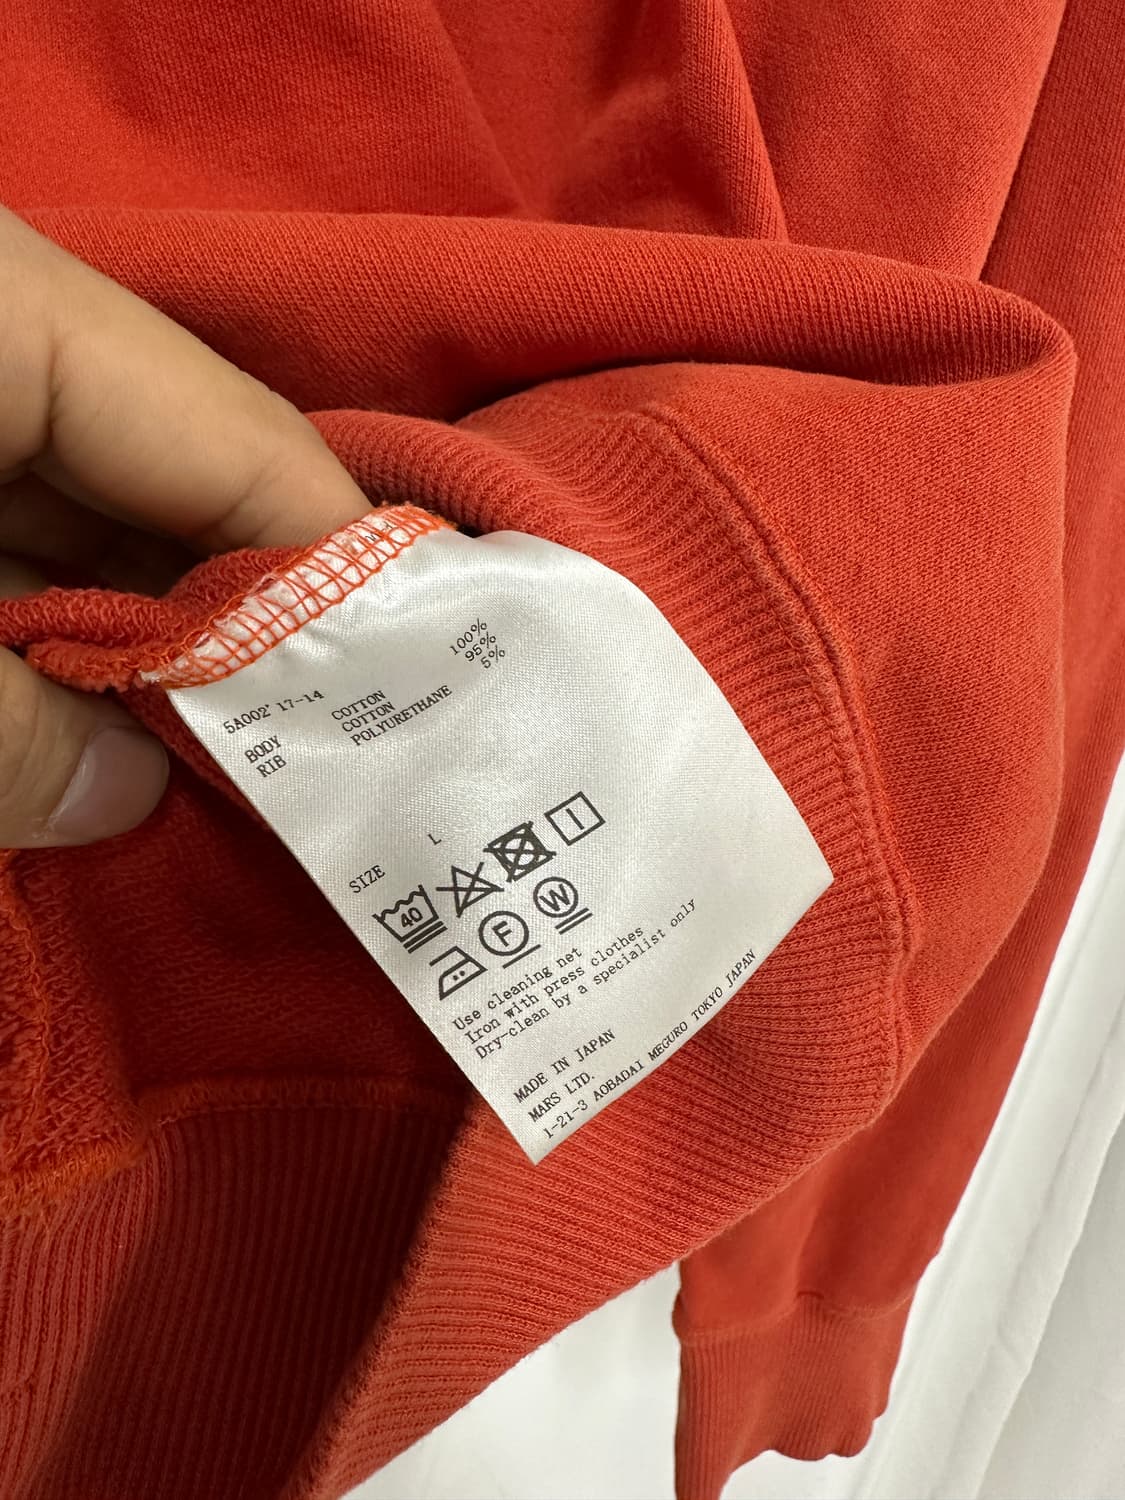 5A002' 17-14
BODY COTTON 100%
RIB COTTON 95%
POLYURETHANE 5%
SIZE L
40
F W
Use cleaning net
Iron with press clothes
Dry-clean by a specialist only
MADE IN JAPAN
MARS LTD.
1-21-3 AOBADAI MEGURO TOKYO JAPAN